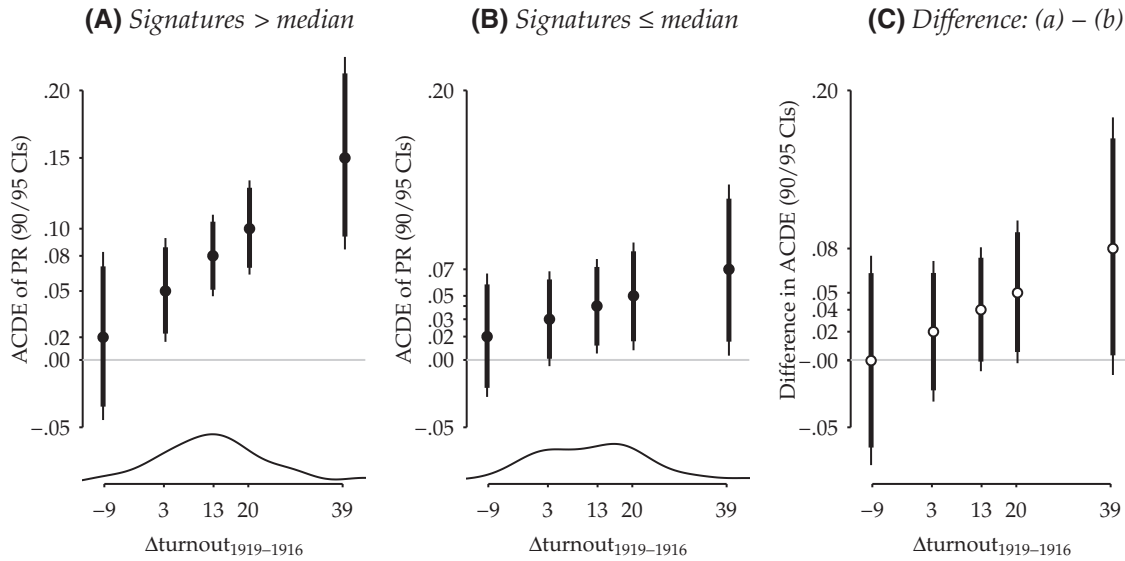 (A) Signatures > median
ACDE of PR (90/95 CIs)
.20
.15
.10
.08
.05
.02
.00
−.05
−9 3 13 20 39
Δturnout1919–1916
(B) Signatures ≤ median
ACDE of PR (90/95 CIs)
.20
.07
.05
.03
.02
.00
−.05
−9 3 13 20 39
Δturnout1919–1916
(C) Difference: (a) – (b)
Difference in ACDE (90/95 CIs)
.20
.08
.05
.04
.02
−.00
−.05
−9 3 13 20 39
Δturnout1919–1916